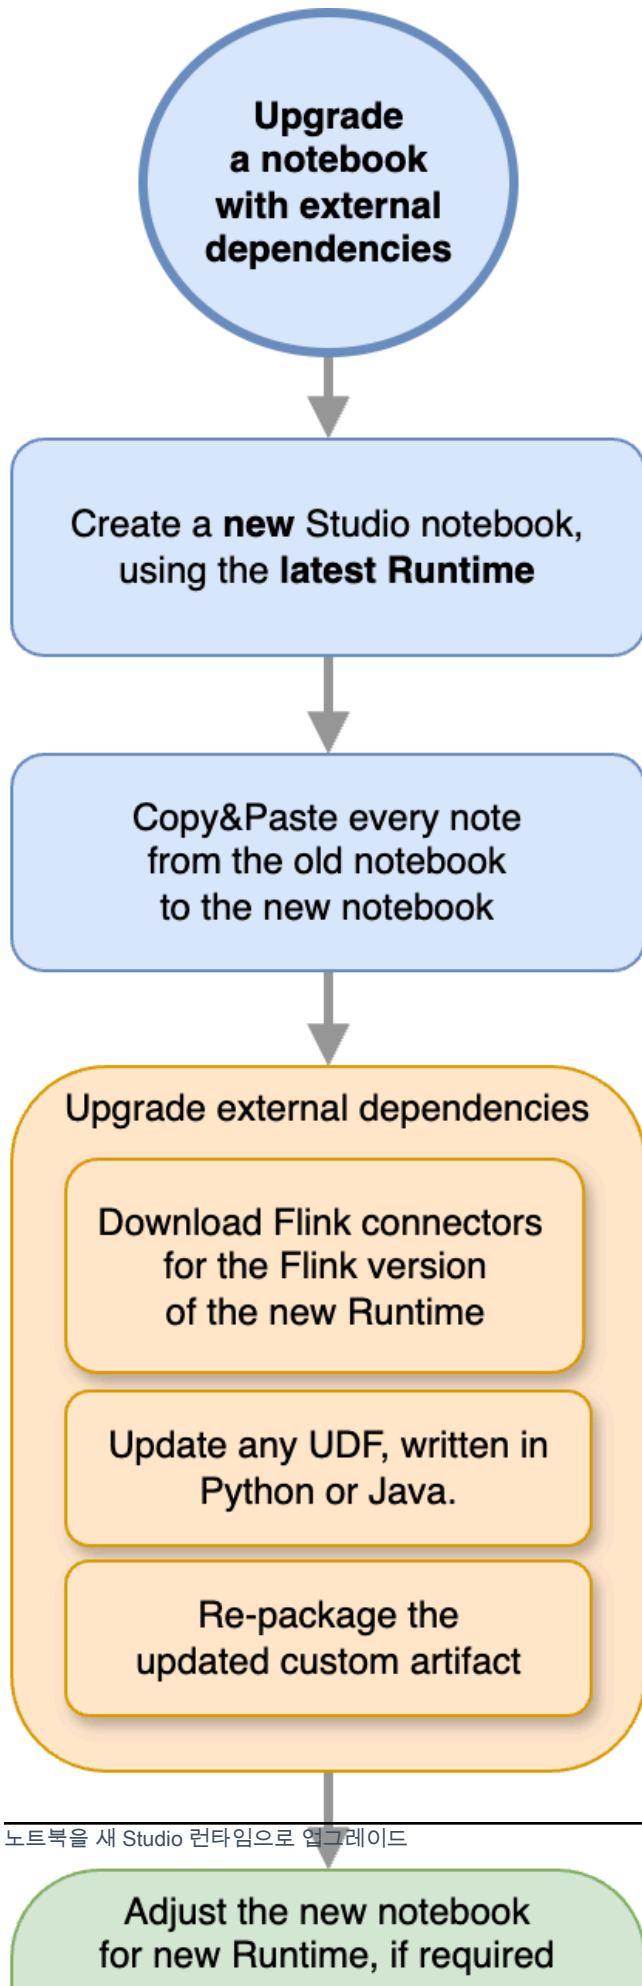 Upgrade
a notebook
with external
dependencies
Create a new Studio notebook,
using the latest Runtime
Copy&Paste every note
from the old notebook
to the new notebook
Upgrade external dependencies
Download Flink connectors
for the Flink version
of the new Runtime
Update any UDF, written in
Python or Java.
Re-package the
updated custom artifact
노트북을 새 Studio 런타임으로 업그레이드
Adjust the new notebook
for new Runtime, if required